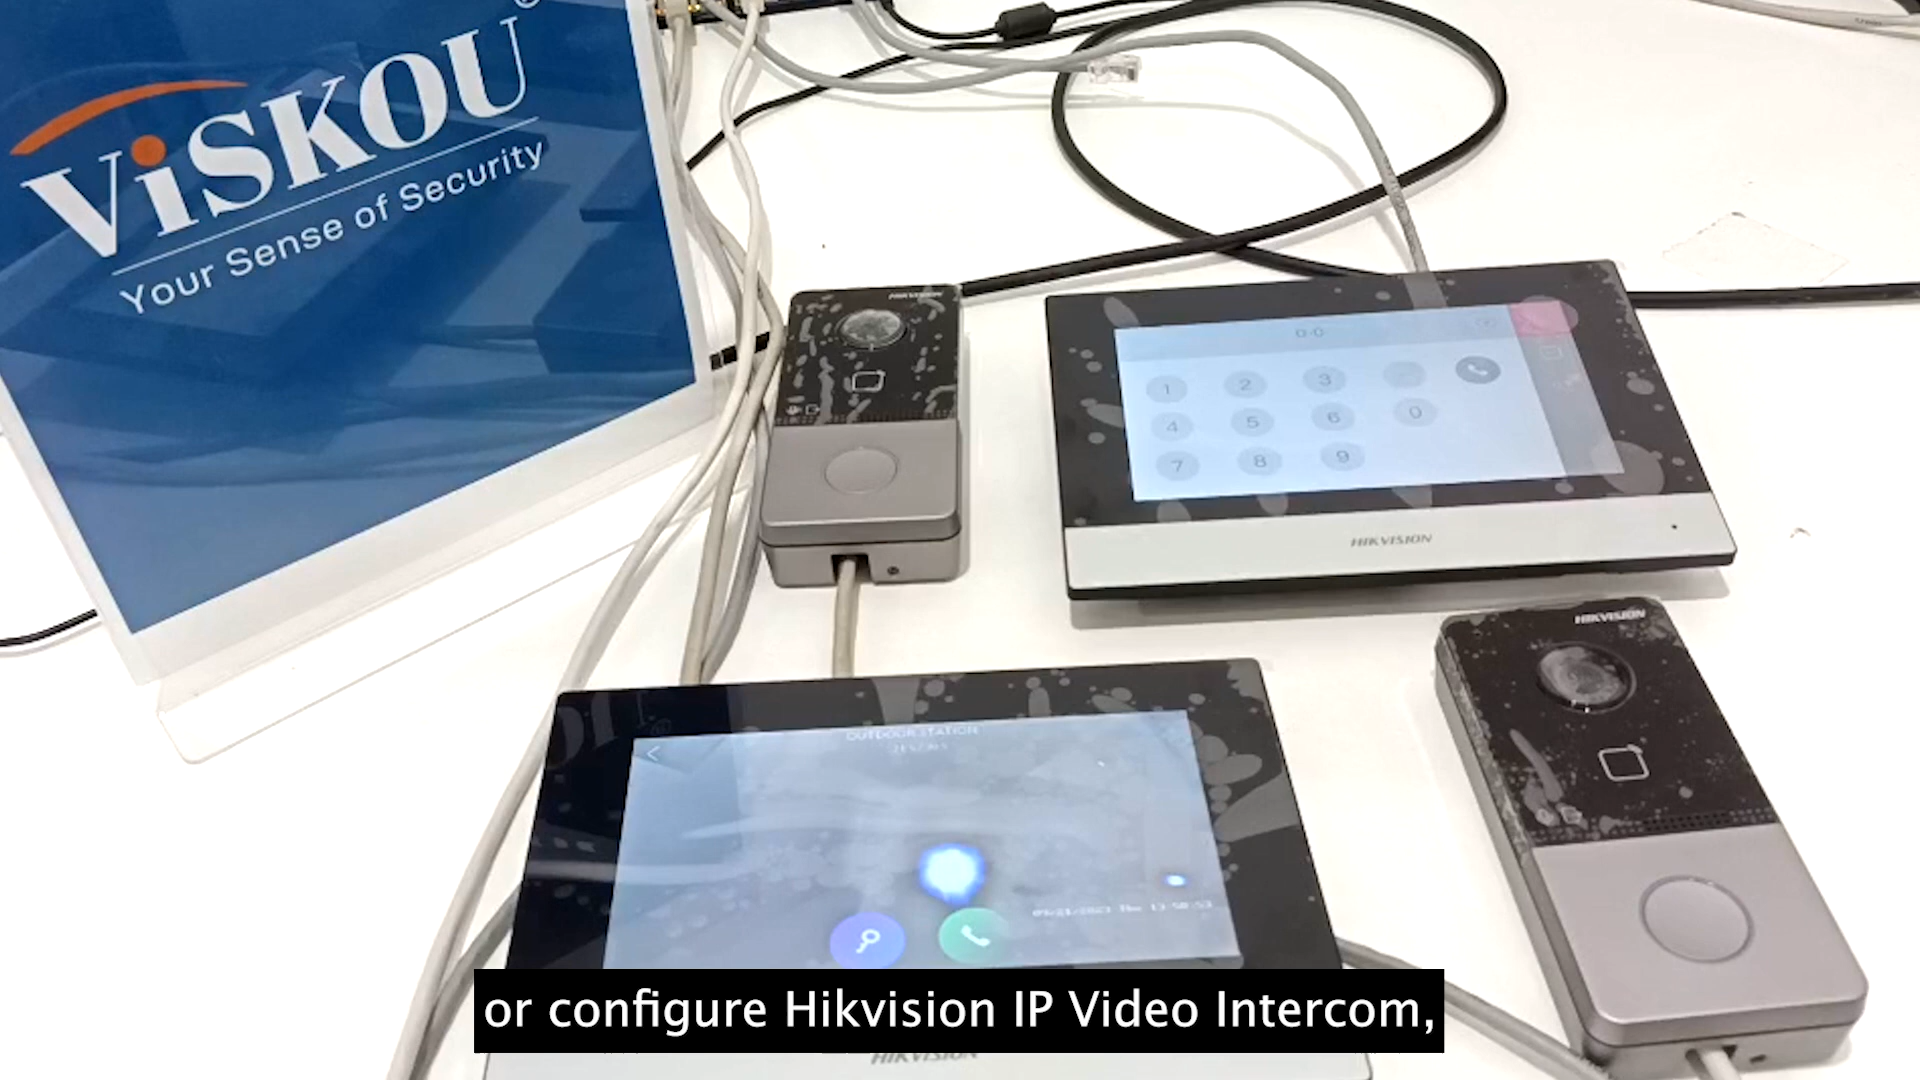 ViSKOU®
Your Sense of Security
HIKVISION
1 2 3
4 5 6 0
7 8 9
HIKVISION
HIKVISION
OUTDOOR STATION
or configure Hikvision IP Video Intercom,
HIKVISION